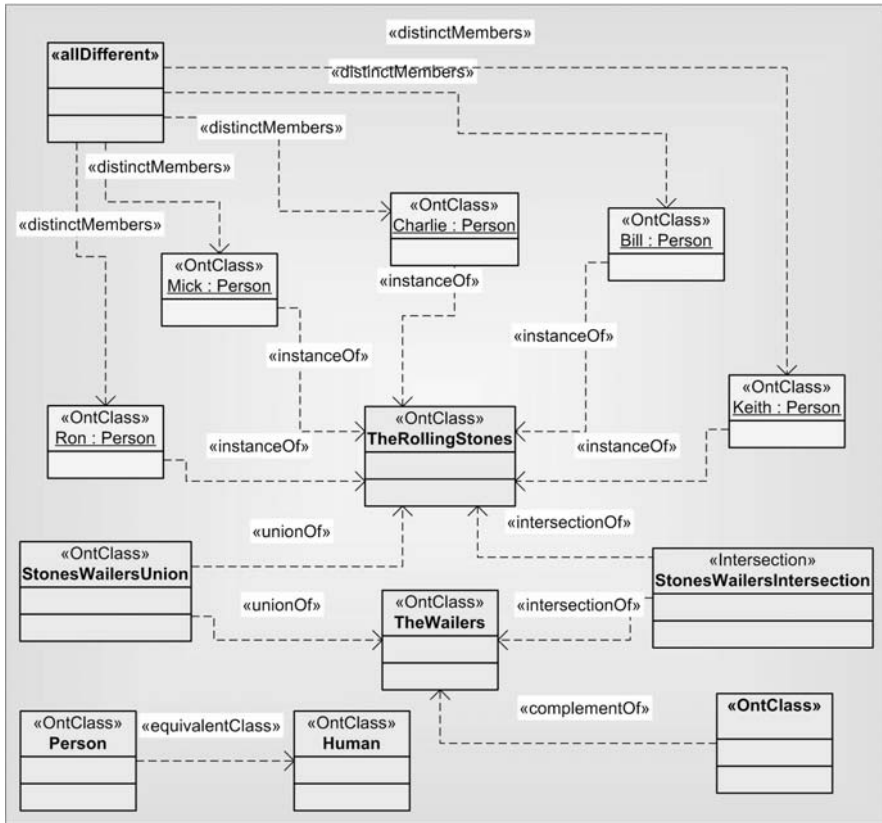 «distinctMembers»
«allDifferent»
«distinctMembers»
«distinctMembers»
«distinctMembers»
«distinctMembers»
«OntClass»
Charlie : Person
«OntClass»
Bill : Person
«OntClass»
Mick : Person
«instanceOf»
«instanceOf»
«instanceOf»
«OntClass»
Keith : Person
«OntClass»
Ron : Person
«OntClass»
TheRollingStones
«instanceOf»
«instanceOf»
«unionOf»
«intersectionOf»
«OntClass»
StonesWailersUnion
«Intersection»
StonesWailersIntersection
«unionOf»
«OntClass»
TheWailers
«intersectionOf»
«complementOf»
«OntClass»
«OntClass»
Person
«equivalentClass»
«OntClass»
Human